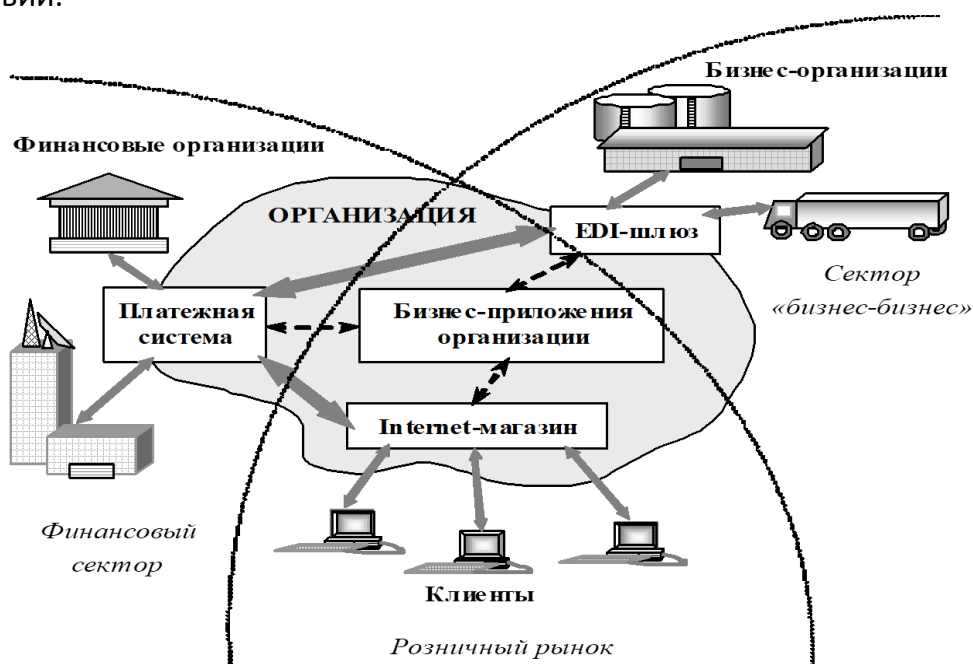 Бизнес-организации
Финансовые организации
ОРГАНИЗАЦИЯ
EDI-шлюз
Сектор
«бизнес-бизнес»
Платежная
система
Бизнес-приложения
организации
Internet-магазин
Финансовый
сектор
Клиенты
Розничный рынок